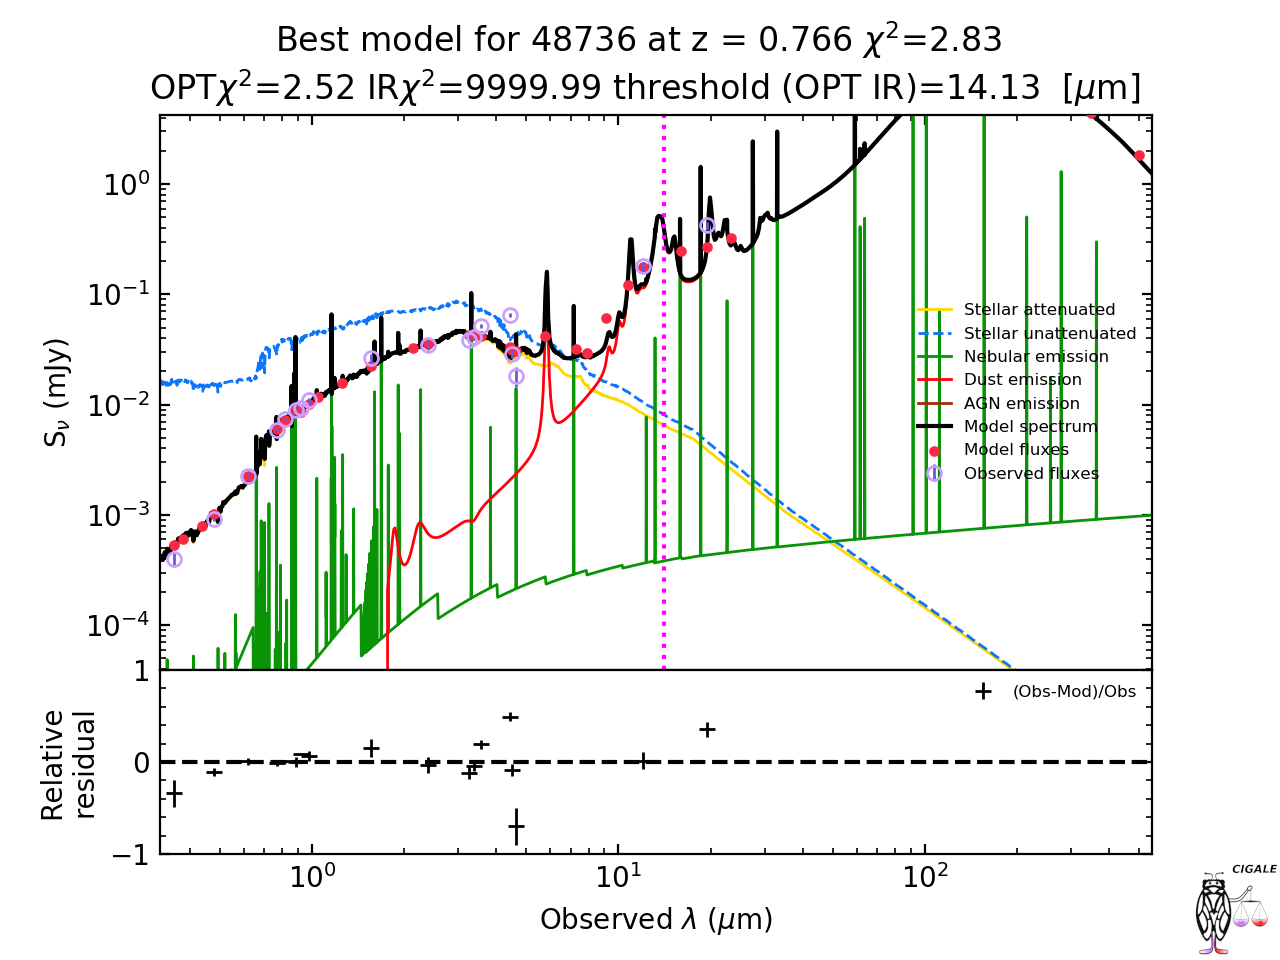 Best model for 48736 at z = 0.766 χ²=2.83
OPTχ²=2.52 IRχ²=9999.99 threshold (OPT IR)=14.13 [μm]
10⁰
10⁻¹
10⁻²
10⁻³
10⁻⁴
S_ν (mJy)
Stellar attenuated
Stellar unattenuated
Nebular emission
Dust emission
AGN emission
Model spectrum
Model fluxes
Observed fluxes
1
0
−1
Relative
residual
(Obs-Mod)/Obs
10⁰ 10¹ 10²
Observed λ (μm)
CIGALE